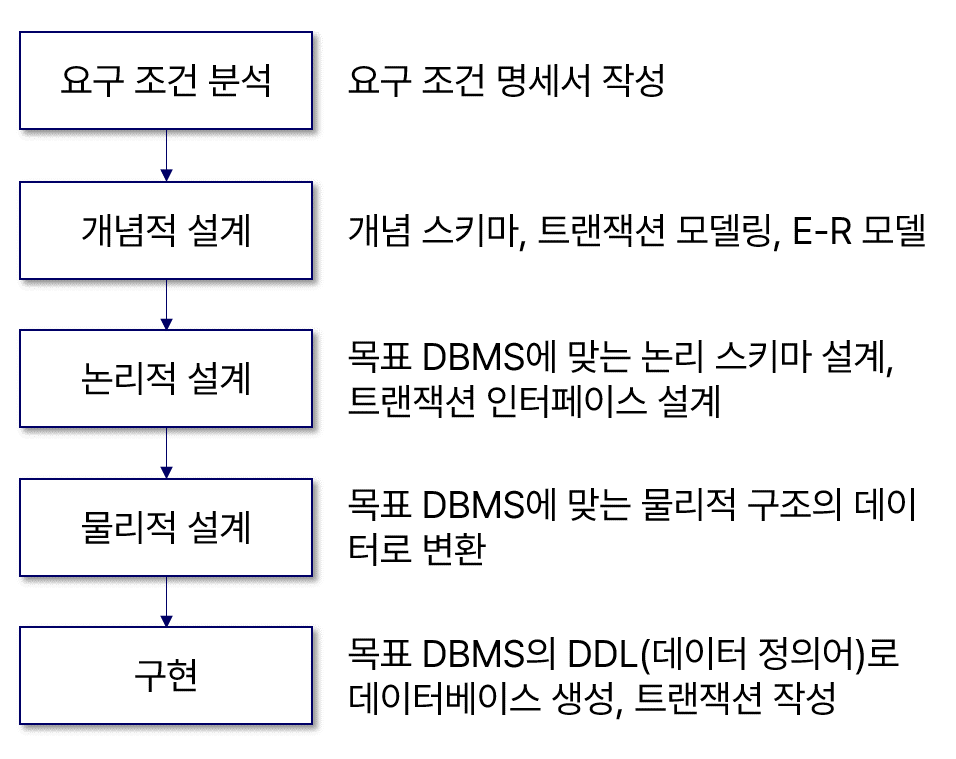 요구 조건 분석
요구 조건 명세서 작성
개념적 설계
개념 스키마, 트랜잭션 모델링, E-R 모델
논리적 설계
목표 DBMS에 맞는 논리 스키마 설계,
트랜잭션 인터페이스 설계
물리적 설계
목표 DBMS에 맞는 물리적 구조의 데이
터로 변환
구현
목표 DBMS의 DDL(데이터 정의어)로
데이터베이스 생성, 트랜잭션 작성